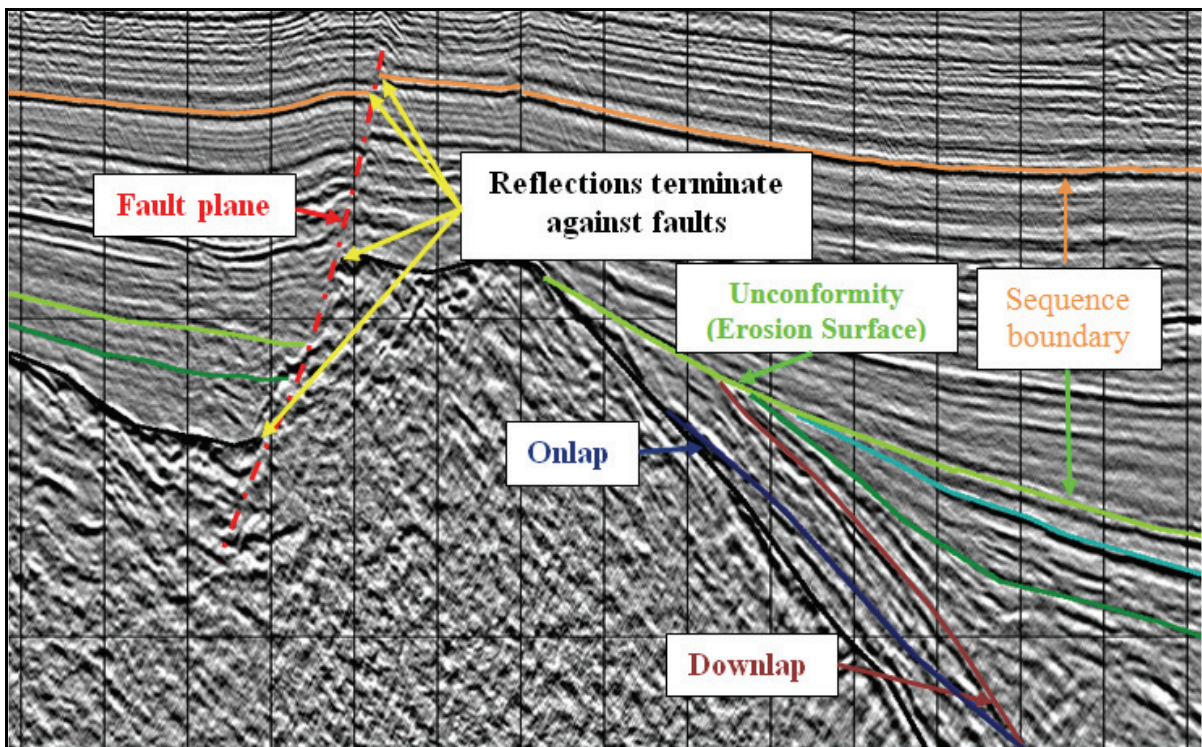 Fault plane
Reflections terminate
against faults
Unconformity
(Erosion Surface)
Sequence
boundary
Onlap
Downlap